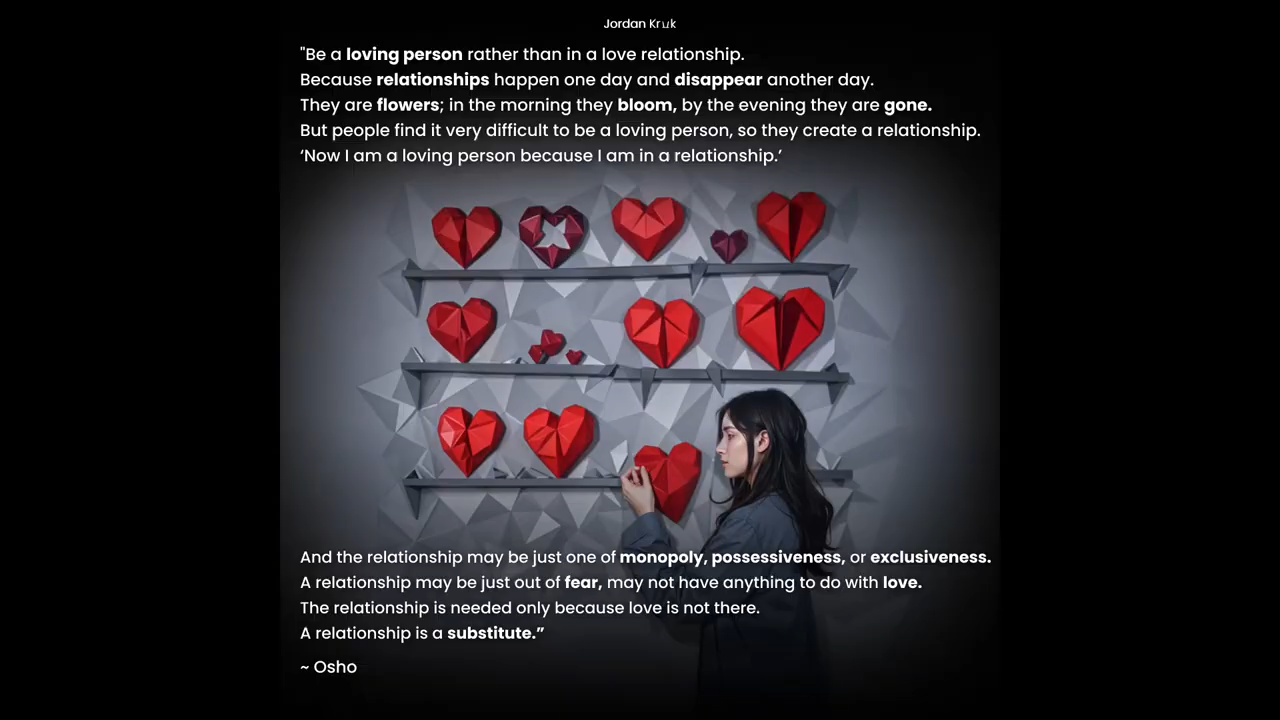 Jordan Kruk
"Be a loving person rather than in a love relationship.
Because relationships happen one day and disappear another day.
They are flowers; in the morning they bloom, by the evening they are gone.
But people find it very difficult to be a loving person, so they create a relationship.
‘Now I am a loving person because I am in a relationship.’
And the relationship may be just one of monopoly, possessiveness, or exclusiveness.
A relationship may be just out of fear, may not have anything to do with love.
The relationship is needed only because love is not there.
A relationship is a substitute.”
~ Osho